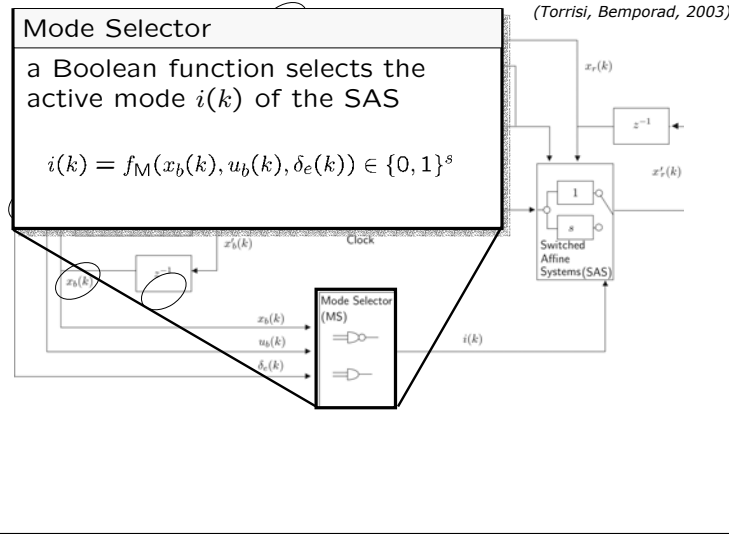 (Torrisi, Bemporad, 2003)
Mode Selector
a Boolean function selects the
active mode i(k) of the SAS
i(k) = f_M(x_b(k), u_b(k), δ_e(k)) ∈ {0, 1}^s
x_r(k)
z⁻¹
x'_r(k)
1
s
Switched
Affine
Systems(SAS)
Clock
x'_b(k)
z⁻¹
x_b(k)
Mode Selector
(MS)
x_b(k)
u_b(k)
δ_e(k)
i(k)